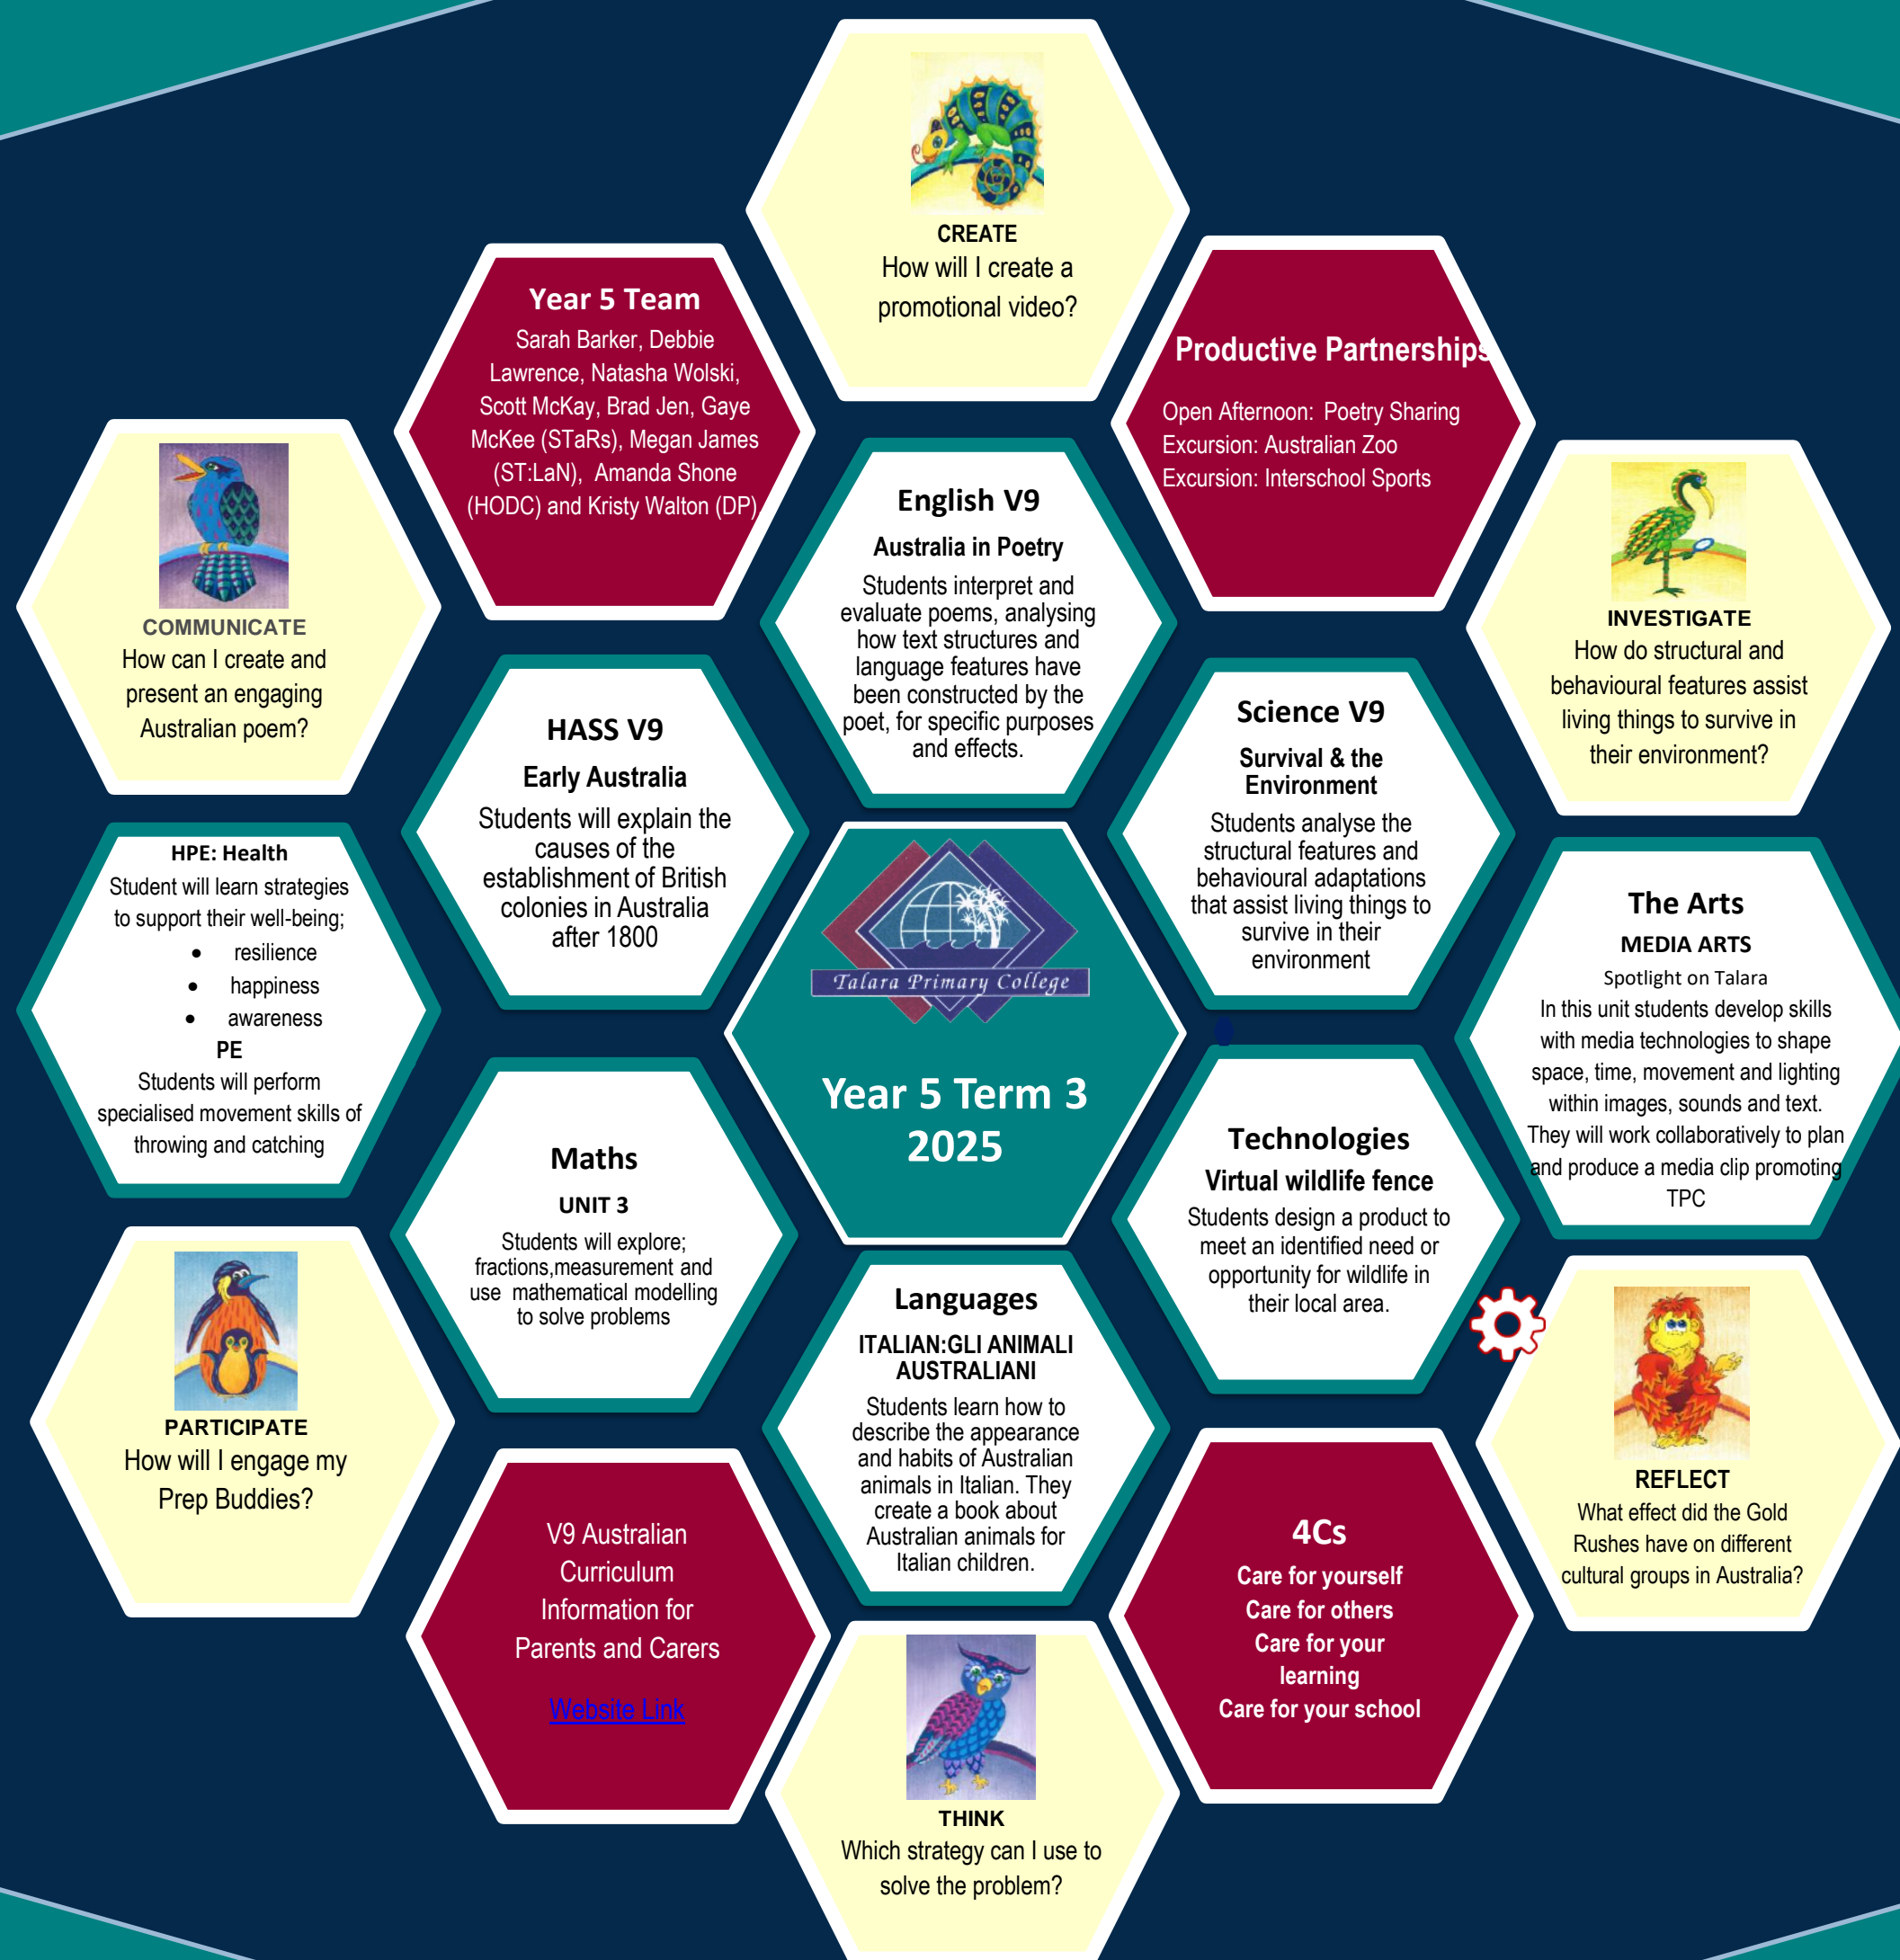 CREATE
How will I create a
promotional video?
Year 5 Team
Sarah Barker, Debbie
Lawrence, Natasha Wolski,
Scott McKay, Brad Jen, Gaye
McKee (STaRs), Megan James
(ST:LaN), Amanda Shone
(HODC) and Kristy Walton (DP)
Productive Partnerships
Open Afternoon: Poetry Sharing
Excursion: Australian Zoo
Excursion: Interschool Sports
COMMUNICATE
How can I create and
present an engaging
Australian poem?
English V9
Australia in Poetry
Students interpret and
evaluate poems, analysing
how text structures and
language features have
been constructed by the
poet, for specific purposes
and effects.
INVESTIGATE
How do structural and
behavioural features assist
living things to survive in
their environment?
HASS V9
Early Australia
Students will explain the
causes of the
establishment of British
colonies in Australia
after 1800
Science V9
Survival & the
Environment
Students analyse the
structural features and
behavioural adaptations
that assist living things to
survive in their
environment
HPE: Health
Student will learn strategies
to support their well-being;
• resilience
• happiness
• awareness
PE
Students will perform
specialised movement skills of
throwing and catching
Talara Primary College
Year 5 Term 3
2025
The Arts
MEDIA ARTS
Spotlight on Talara
In this unit students develop skills
with media technologies to shape
space, time, movement and lighting
within images, sounds and text.
They will work collaboratively to plan
and produce a media clip promoting
TPC
Maths
UNIT 3
Students will explore;
fractions,measurement and
use mathematical modelling
to solve problems
Technologies
Virtual wildlife fence
Students design a product to
meet an identified need or
opportunity for wildlife in
their local area.
PARTICIPATE
How will I engage my
Prep Buddies?
Languages
ITALIAN:GLI ANIMALI
AUSTRALIANI
Students learn how to
describe the appearance
and habits of Australian
animals in Italian. They
create a book about
Australian animals for
Italian children.
REFLECT
What effect did the Gold
Rushes have on different
cultural groups in Australia?
V9 Australian
Curriculum
Information for
Parents and Carers
Website Link
4Cs
Care for yourself
Care for others
Care for your
learning
Care for your school
THINK
Which strategy can I use to
solve the problem?